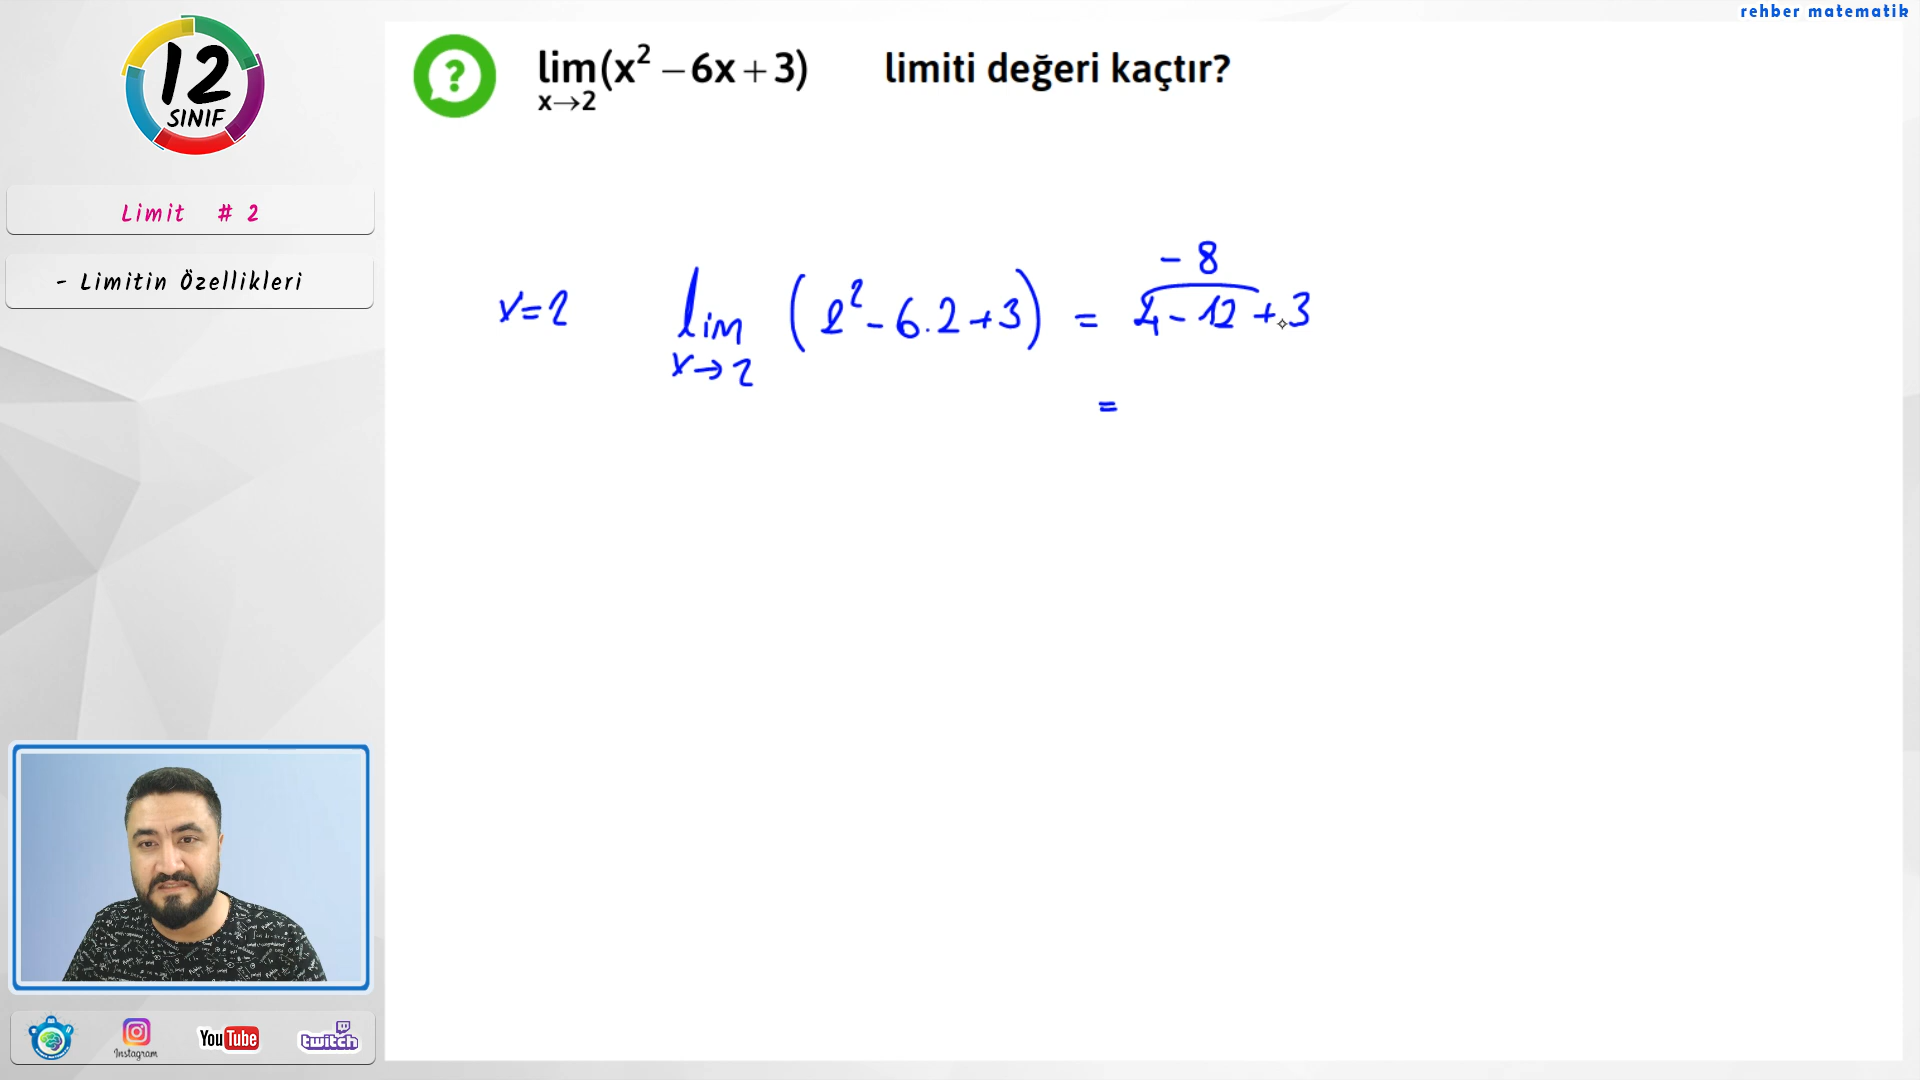 rehber matematik
12
SINIF
lim(x² – 6x + 3) limiti değeri kaçtır?
x→2
Limit # 2
- Limitin Özellikleri
x=2 lim (2² - 6.2 + 3) = 4 - 12 + 3
x→2
- 8
=
Instagram
YouTube
twitch